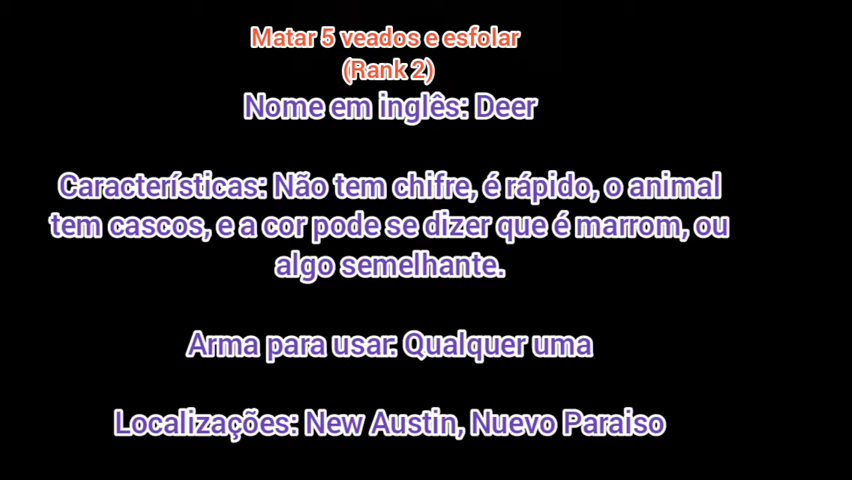 Matar 5 veados e esfolar
(Rank 2)
Nome em inglês: Deer
Características: Não tem chifre, é rápido, o animal
tem cascos, e a cor pode se dizer que é marrom, ou
algo semelhante.
Arma para usar: Qualquer uma
Localizações: New Austin, Nuevo Paraiso